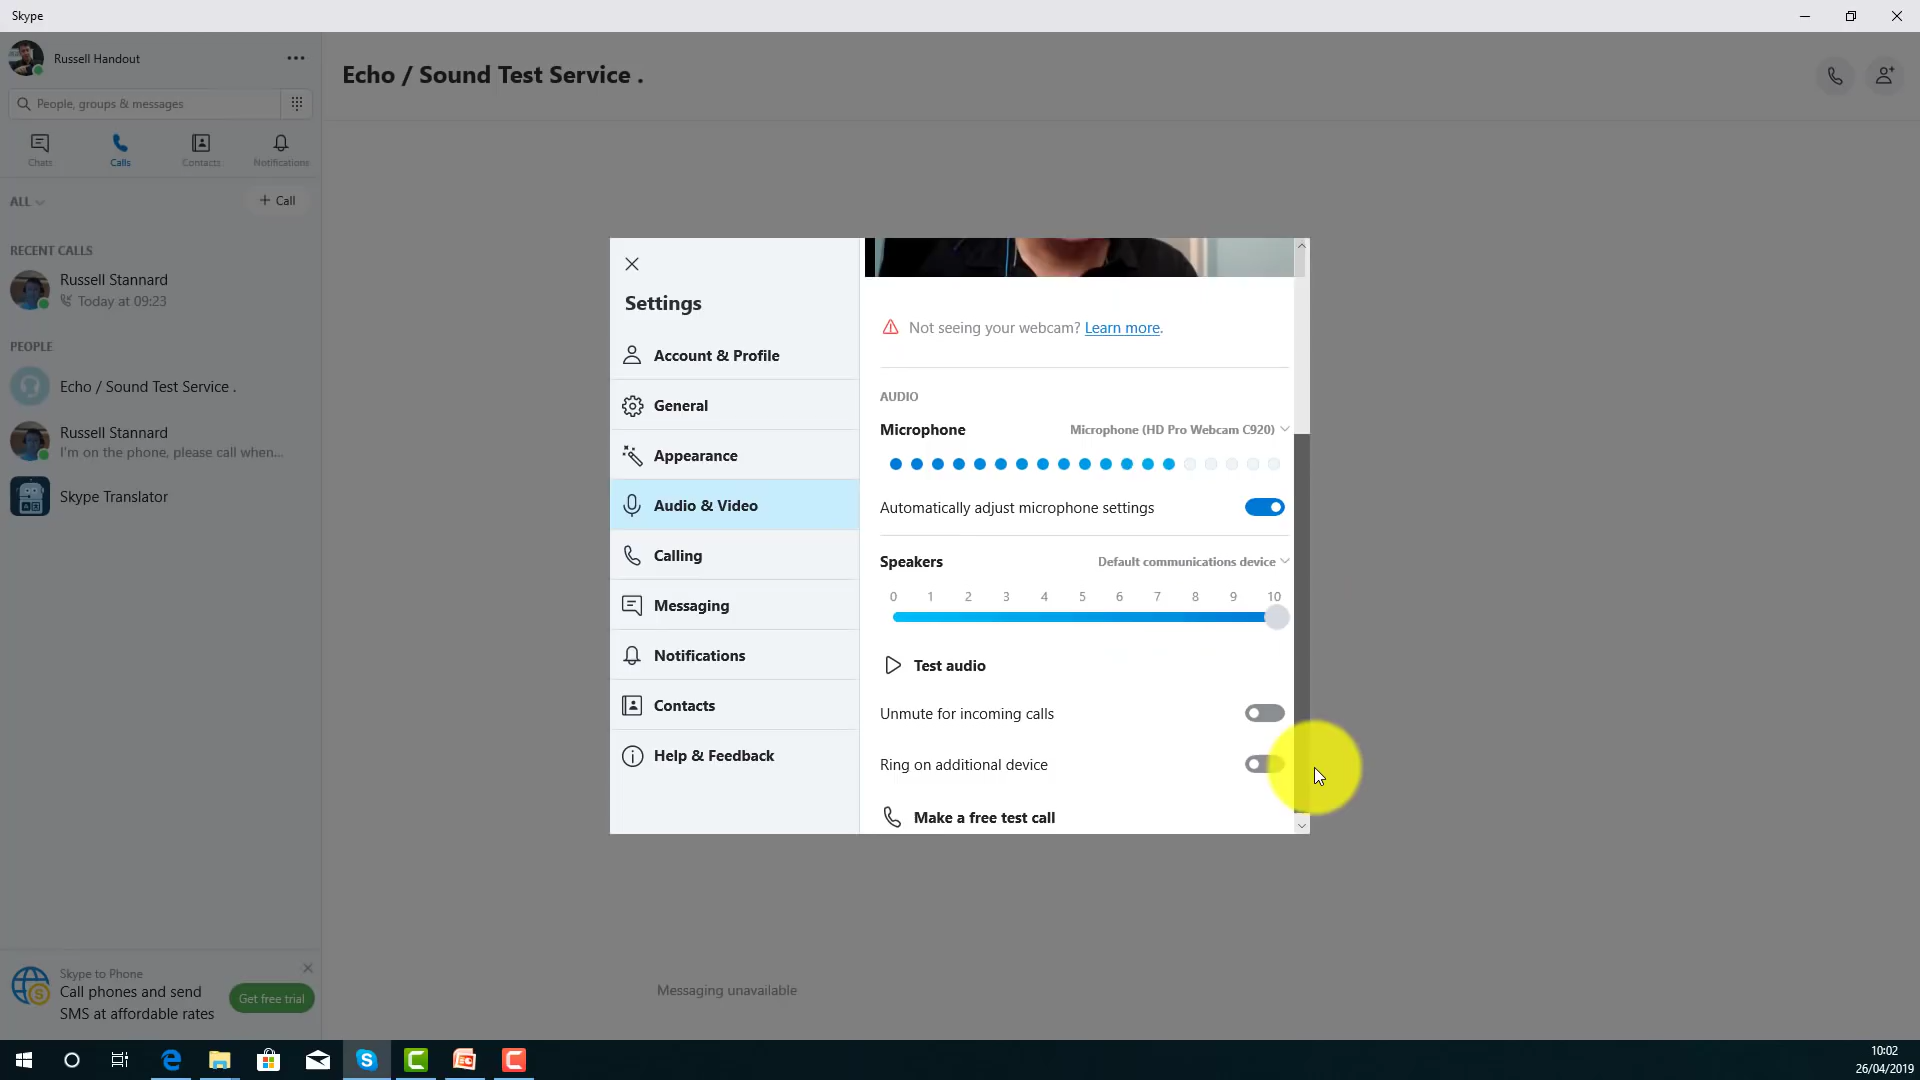 Skype
Russell Handout
People, groups & messages
Chats
Calls
Contacts
Notifications
ALL
+ Call
RECENT CALLS
Russell Stannard
Today at 09:23
PEOPLE
Echo / Sound Test Service .
Russell Stannard
I'm on the phone, please call when...
Skype Translator
Skype to Phone
Call phones and send
SMS at affordable rates
Get free trial
Echo / Sound Test Service .
Messaging unavailable
Settings
Account & Profile
General
Appearance
Audio & Video
Calling
Messaging
Notifications
Contacts
Help & Feedback
Not seeing your webcam? Learn more.
AUDIO
Microphone
Microphone (HD Pro Webcam C920)
Automatically adjust microphone settings
Speakers
Default communications device
0 1 2 3 4 5 6 7 8 9 10
Test audio
Unmute for incoming calls
Ring on additional device
Make a free test call
10:02
26/04/2019